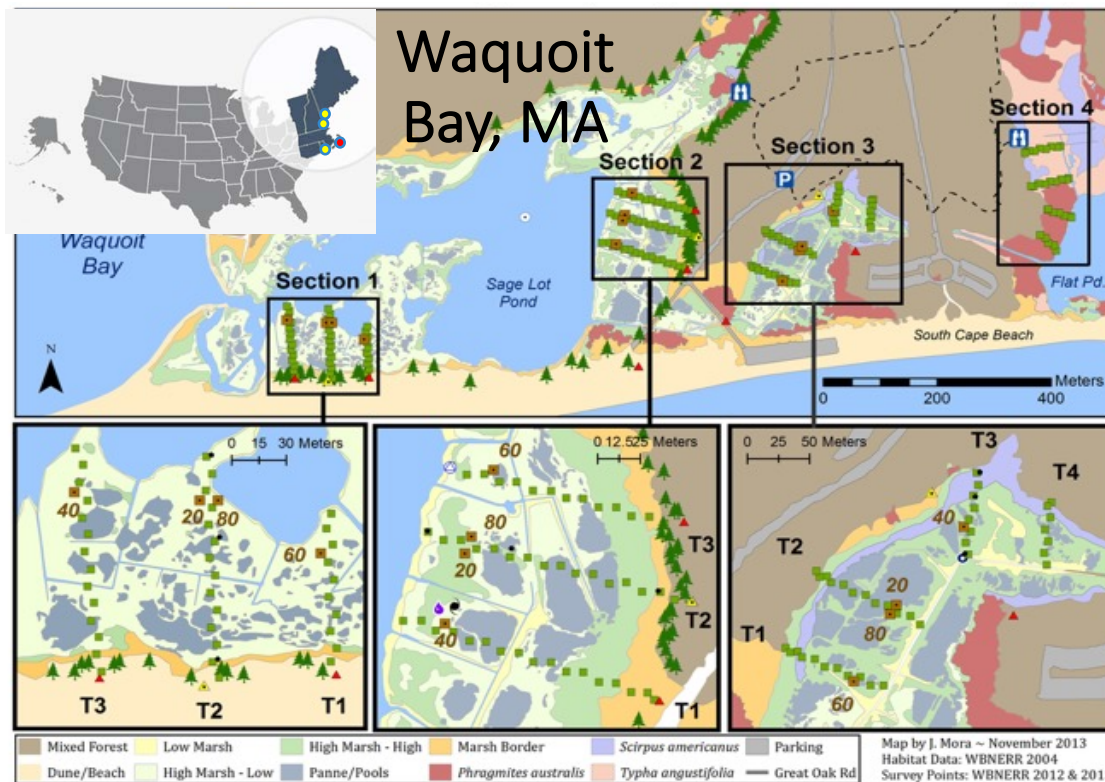 Waquoit
Bay, MA
Section 4
Section 3
Section 2
P
Waquoit
Bay
Section 1
Sage Lot
Pond
Flat Pd.
South Cape Beach
N
Meters
0 200 400
0 15 30 Meters
40
20 80
60
T3
T2
T1
0 12.5 25 Meters
60
80
20
40
T3
T2
T1
0 25 50 Meters
T3
T4
40
T2
20
80
T1
60
Mixed Forest Low Marsh High Marsh - High Marsh Border Scirpus americanus Parking
Dune/Beach High Marsh - Low Panne/Pools Phragmites australis Typha angustifolia Great Oak Rd
Map by J. Mora ~ November 2013
Habitat Data: WBNERR 2004
Survey Points: WBNERR 2012 & 201